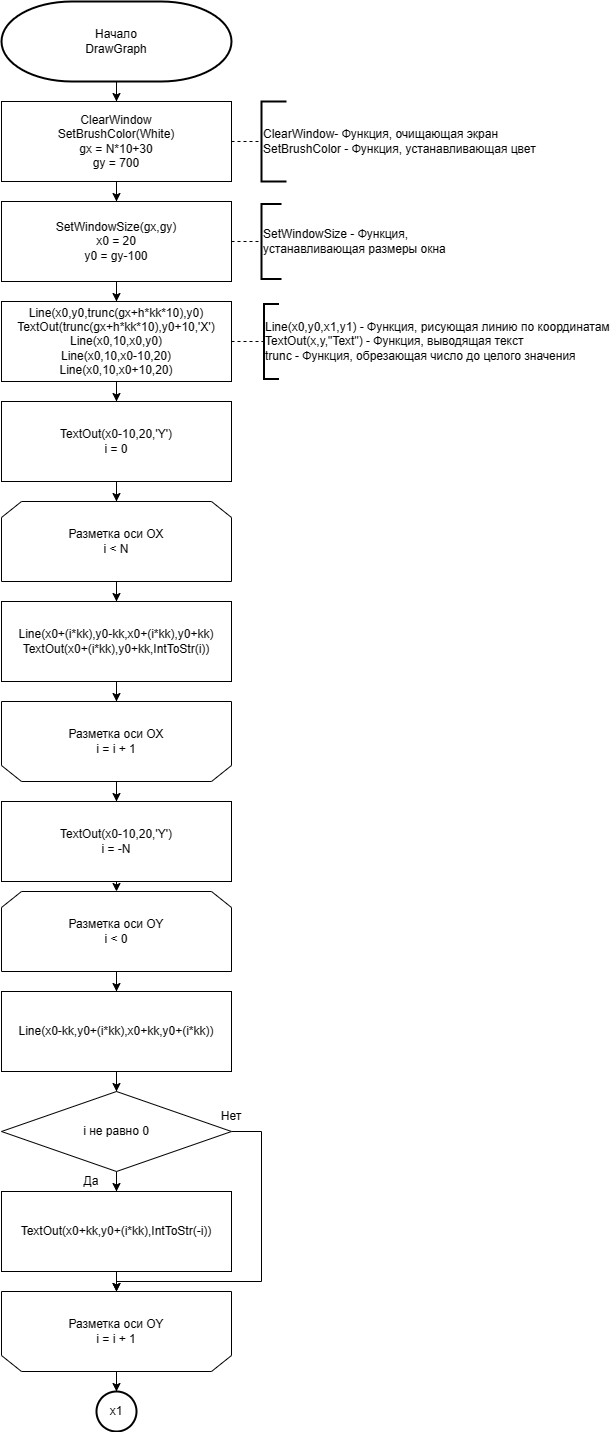 Начало
DrawGraph
ClearWindow
SetBrushColor(White)
gx = N*10+30
gy = 700
ClearWindow- Функция, очищающая экран
SetBrushColor - Функция, устанавливающая цвет
SetWindowSize(gx,gy)
x0 = 20
y0 = gy-100
SetWindowSize - Функция,
устанавливающая размеры окна
Line(x0,y0,trunc(gx+h*kk*10),y0)
TextOut(trunc(gx+h*kk*10),y0+10,'X')
Line(x0,10,x0,y0)
Line(x0,10,x0-10,20)
Line(x0,10,x0+10,20)
Line(x0,y0,x1,y1) - Функция, рисующая линию по координатам
TextOut(x,y,"Text") - Функция, выводящая текст
trunc - Функция, обрезающая число до целого значения
TextOut(x0-10,20,'Y')
i = 0
Разметка оси OX
i < N
Line(x0+(i*kk),y0-kk,x0+(i*kk),y0+kk)
TextOut(x0+(i*kk),y0+kk,IntToStr(i))
Разметка оси OX
i = i + 1
TextOut(x0-10,20,'Y')
i = -N
Разметка оси OY
i < 0
Line(x0-kk,y0+(i*kk),x0+kk,y0+(i*kk))
i не равно 0
Нет
Да
TextOut(x0+kk,y0+(i*kk),IntToStr(-i))
Разметка оси OY
i = i + 1
x1